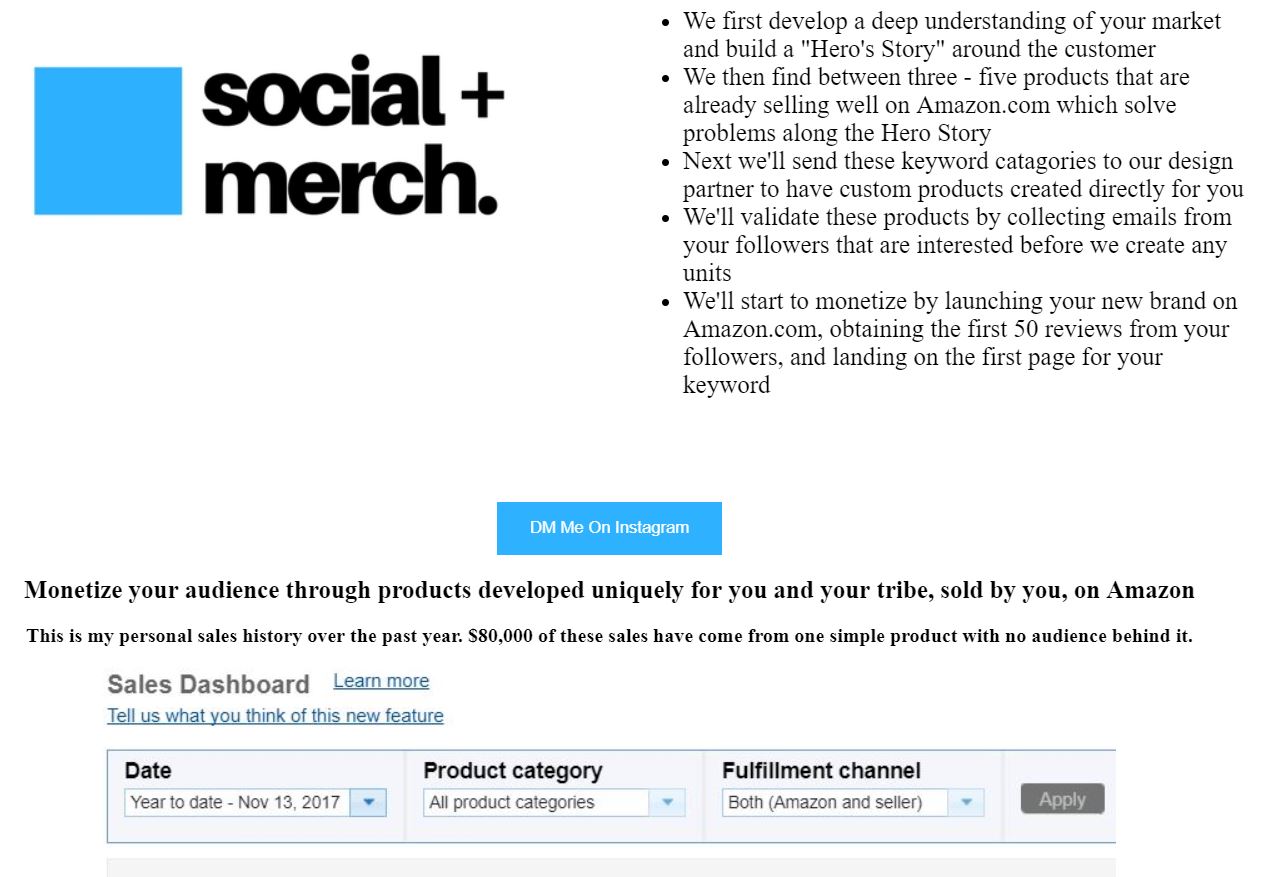 social +
merch.
We first develop a deep understanding of your market
and build a "Hero's Story" around the customer
We then find between three - five products that are
already selling well on Amazon.com which solve
problems along the Hero Story
Next we'll send these keyword catagories to our design
partner to have custom products created directly for you
We'll validate these products by collecting emails from
your followers that are interested before we create any
units
We'll start to monetize by launching your new brand on
Amazon.com, obtaining the first 50 reviews from your
followers, and landing on the first page for your
keyword
DM Me On Instagram
Monetize your audience through products developed uniquely for you and your tribe, sold by you, on Amazon
This is my personal sales history over the past year. $80,000 of these sales have come from one simple product with no audience behind it.
Sales Dashboard Learn more
Tell us what you think of this new feature
Date Product category Fulfillment channel
Year to date - Nov 13, 2017 All product categories Both (Amazon and seller) Apply